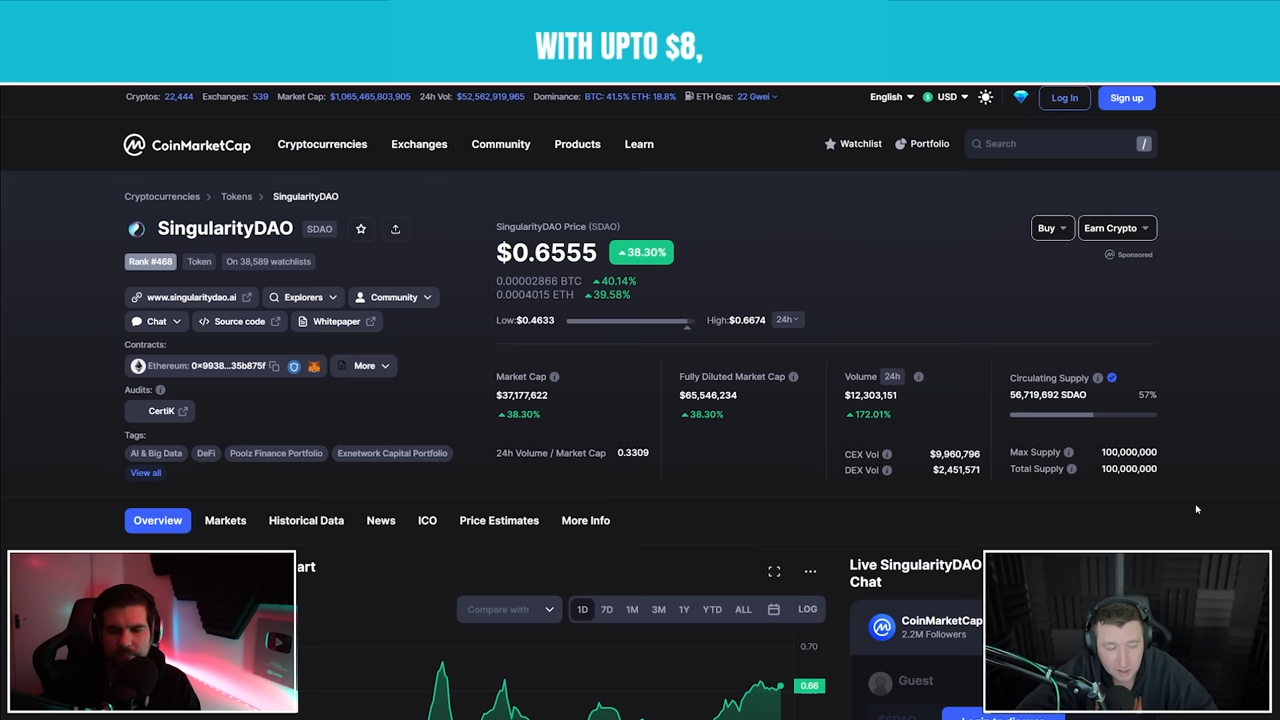 WITH UPTO $8,
Cryptos: 22,444 Exchanges: 539 Market Cap: $1,065,465,803,905 24h Vol: $52,562,919,965 Dominance: BTC: 41.5% ETH: 18.8% ETH Gas: 22 Gwei
English USD Log In Sign up
CoinMarketCap Cryptocurrencies Exchanges Community Products Learn
Watchlist Portfolio Search /
Cryptocurrencies > Tokens > SingularityDAO
SingularityDAO SDAO
Rank #468 Token On 38,589 watchlists
www.singularitydao.ai Explorers Community
Chat Source code Whitepaper
Contracts:
Ethereum: 0x9938...35b875f More
Audits:
CertiK
Tags:
AI & Big Data DeFi Poolz Finance Portfolio Exnetwork Capital Portfolio
View all
SingularityDAO Price (SDAO)
$0.6555 38.30%
0.00002866 BTC 40.14%
0.0004015 ETH 39.58%
Low:$0.4633 High:$0.6674 24h
Buy Earn Crypto
Sponsored
Market Cap
$37,177,622
38.30%
24h Volume / Market Cap 0.3309
Fully Diluted Market Cap
$65,546,234
38.30%
Volume 24h
$12,303,151
172.01%
CEX Vol $9,960,796
DEX Vol $2,451,571
Circulating Supply
56,719,692 SDAO 57%
Max Supply 100,000,000
Total Supply 100,000,000
Overview Markets Historical Data News ICO Price Estimates More Info
art
Compare with 1D 7D 1M 3M 1Y YTD ALL LOG
0.70
0.66
Live SingularityDAO
Chat
CoinMarketCap
2.2M Followers
Guest